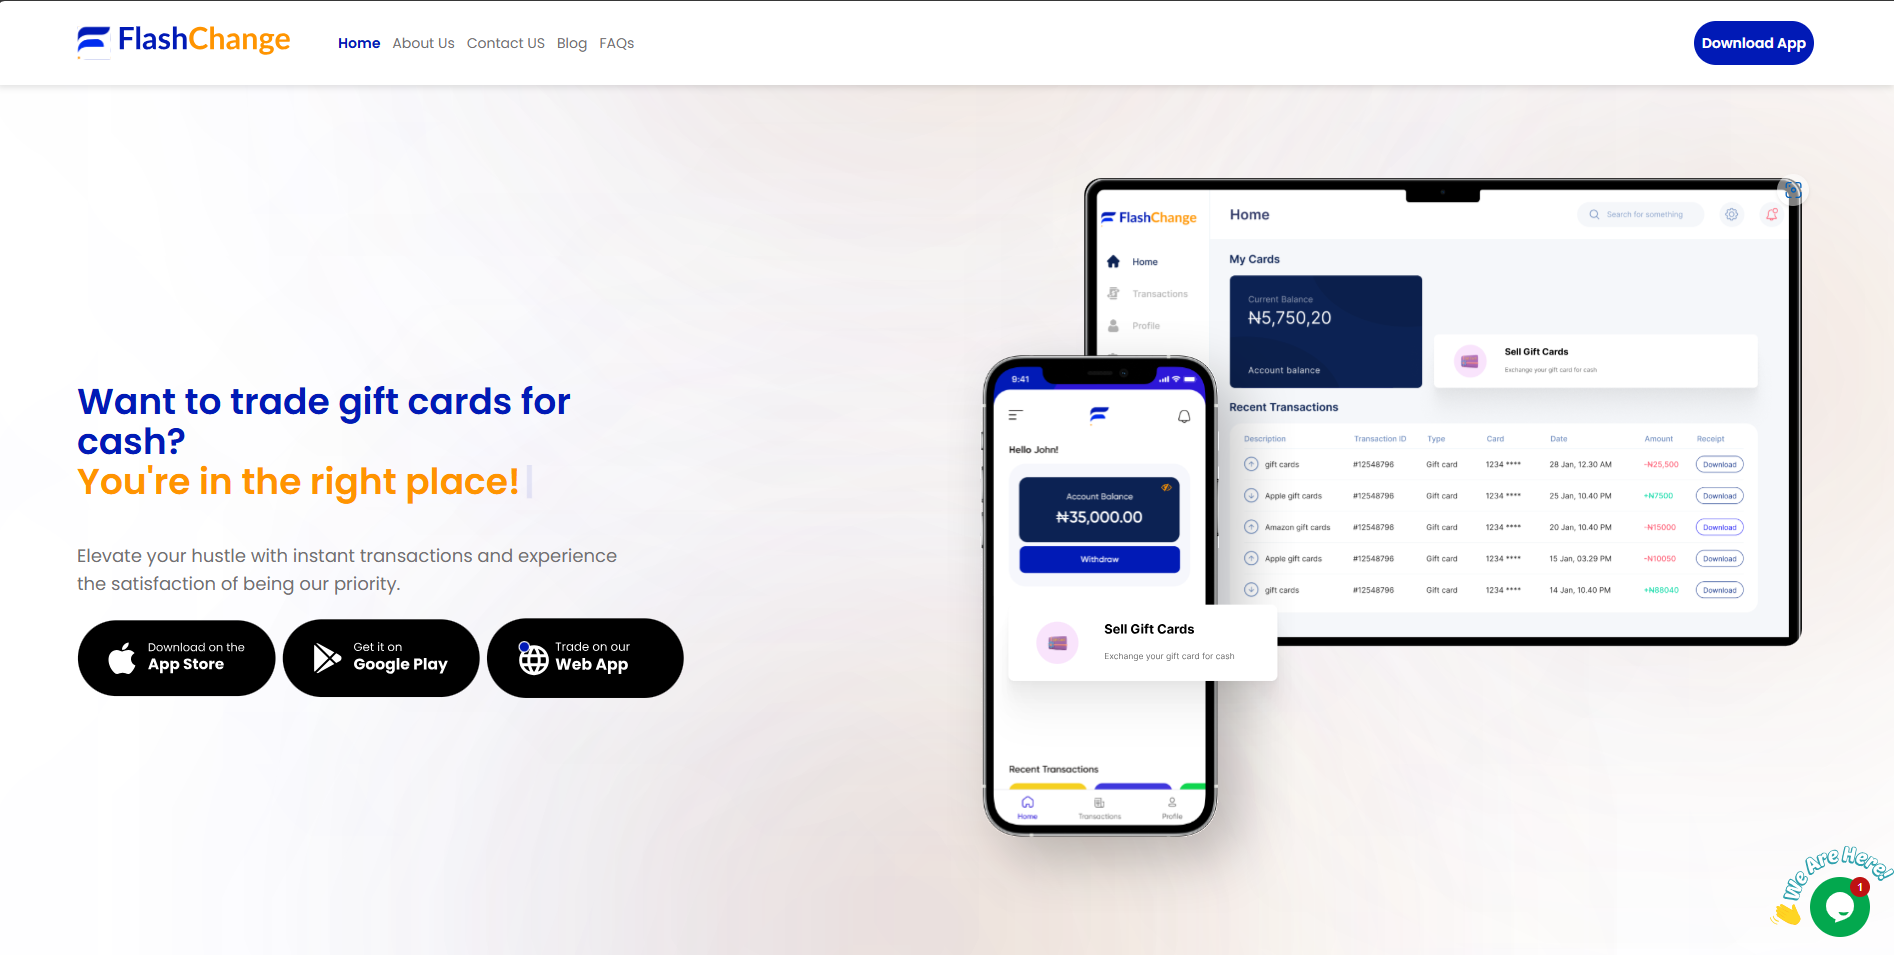 FlashChange
Home About Us Contact US Blog FAQs
Download App
Want to trade gift cards for
cash?
You're in the right place!
Elevate your hustle with instant transactions and experience
the satisfaction of being our priority.
Download on the
App Store
Get it on
Google Play
Trade on our
Web App
FlashChange
Home
Transactions
Profile
Home
Search for something
My Cards
Current Balance
₦5,750,20
Account balance
Sell Gift Cards
Exchange your gift card for cash
Recent Transactions
Description Transaction ID Type Card Date Amount Receipt
gift cards #12548796 Gift card 1234 **** 28 Jan, 12.30 AM -₦25,500 Download
Apple gift cards #12548796 Gift card 1234 **** 25 Jan, 10.40 PM +₦7500 Download
Amazon gift cards #12548796 Gift card 1234 **** 20 Jan, 10.40 PM -₦15000 Download
Apple gift cards #12548796 Gift card 1234 **** 15 Jan, 03.29 PM -₦10050 Download
gift cards #12548796 Gift card 1234 **** 14 Jan, 10.40 PM +₦88040 Download
9:41
Hello John!
Account Balance
₦35,000.00
Withdraw
Sell Gift Cards
Exchange your gift card for cash
Recent Transactions
Home Transactions Profile
We Are Here!
1